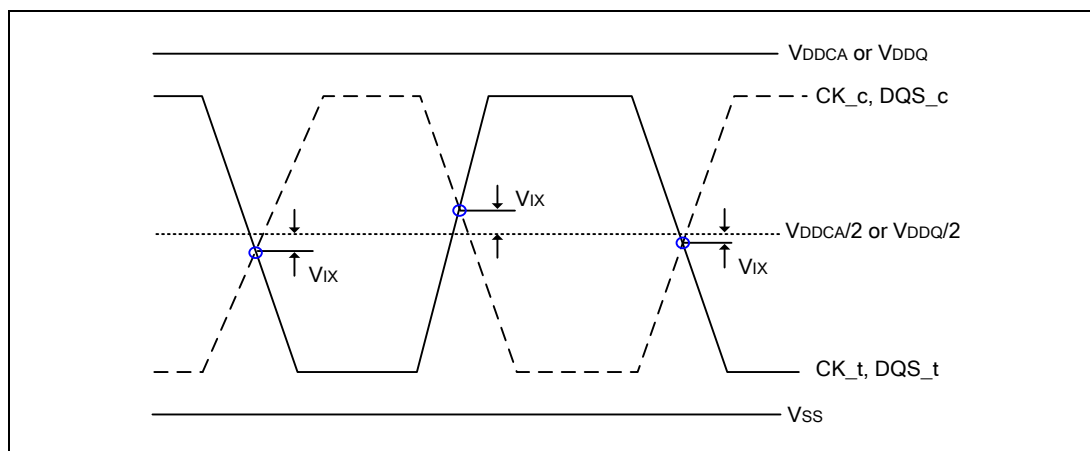 VDDCA or VDDQ
CK_c, DQS_c
VIX
VDDCA/2 or VDDQ/2
VIX
VIX
CK_t, DQS_t
VSS